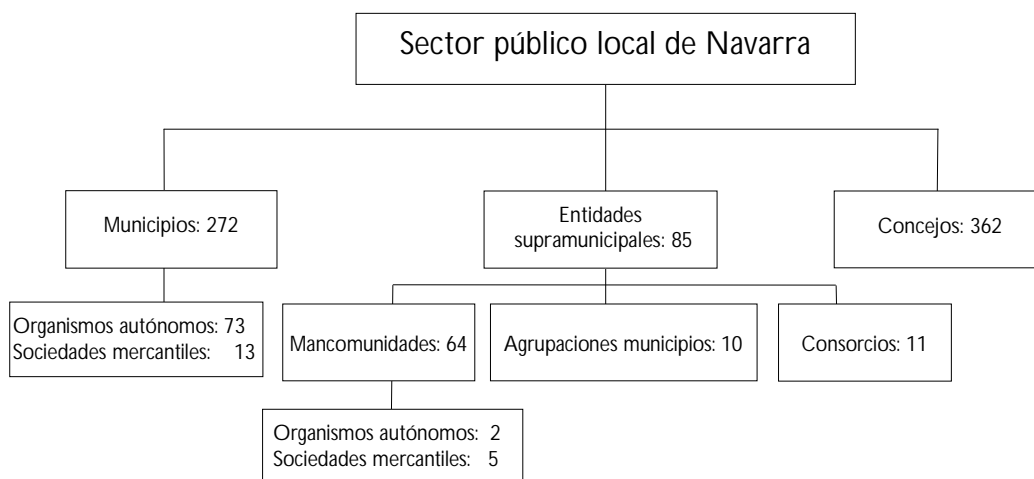 Sector público local de Navarra
Municipios: 272
Entidades
supramunicipales: 85
Concejos: 362
Organismos autónomos: 73
Sociedades mercantiles: 13
Mancomunidades: 64
Agrupaciones municipios: 10
Consorcios: 11
Organismos autónomos: 2
Sociedades mercantiles: 5